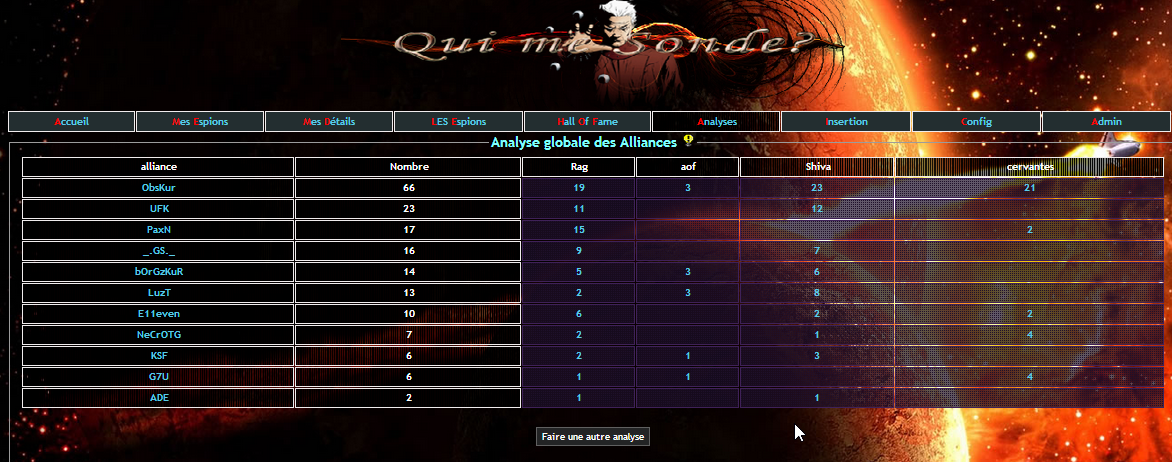 Qui me Sonde?
Accueil Mes Espions Mes Détails LES Espions Hall Of Fame Analyses Insertion Config Admin
Analyse globale des Alliances
alliance Nombre Rag aof Shiva cervantes
ObsKur 66 19 3 23 21
UFK 23 11 12
PaxN 17 15 2
_.GS._ 16 9 7
bOrGzKuR 14 5 3 6
LuzT 13 2 3 8
E11even 10 6 2 2
NeCrOTG 7 2 1 4
KSF 6 2 1 3
G7U 6 1 1 4
ADE 2 1 1
Faire une autre analyse